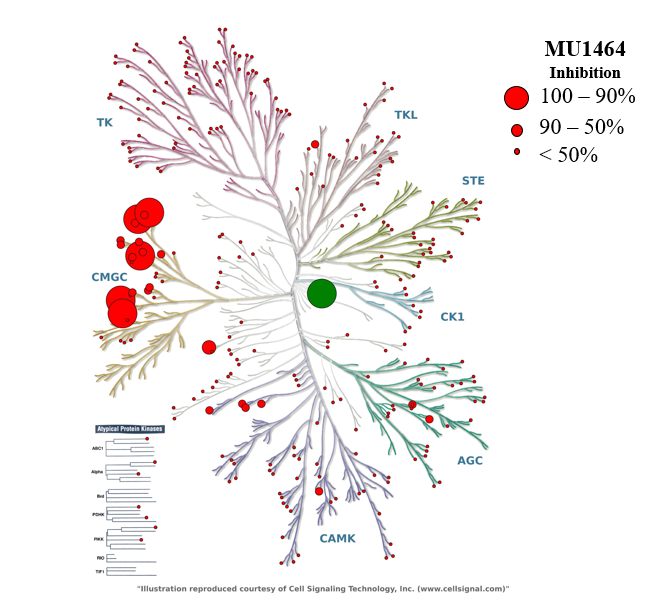 MU1464
Inhibition
100 – 90%
90 – 50%
< 50%
TK
TKL
STE
CMGC
CK1
AGC
CAMK
Atypical Protein Kinases
ABC1
Alpha
Brd
PDHK
PIKK
RIO
TIF1
"Illustration reproduced courtesy of Cell Signaling Technology, Inc. (www.cellsignal.com)"